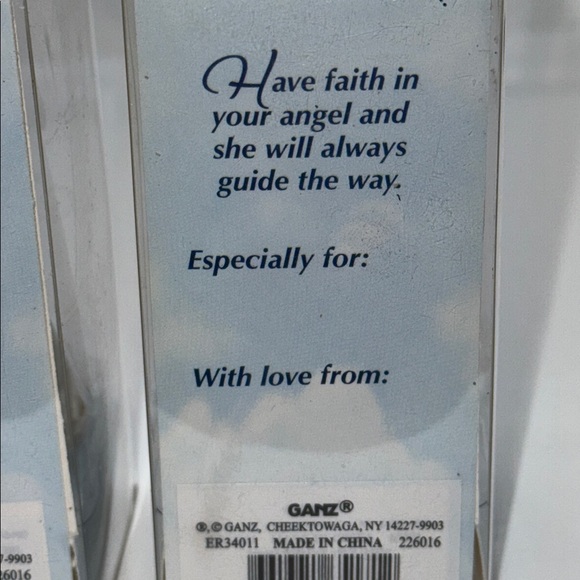 Have faith in
your angel and
she will always
guide the way.
Especially for:
With love from:
GANZ®
®, © GANZ, CHEEKTOWAGA, NY 14227-9903
ER34011 MADE IN CHINA 226016
7-9903
26016